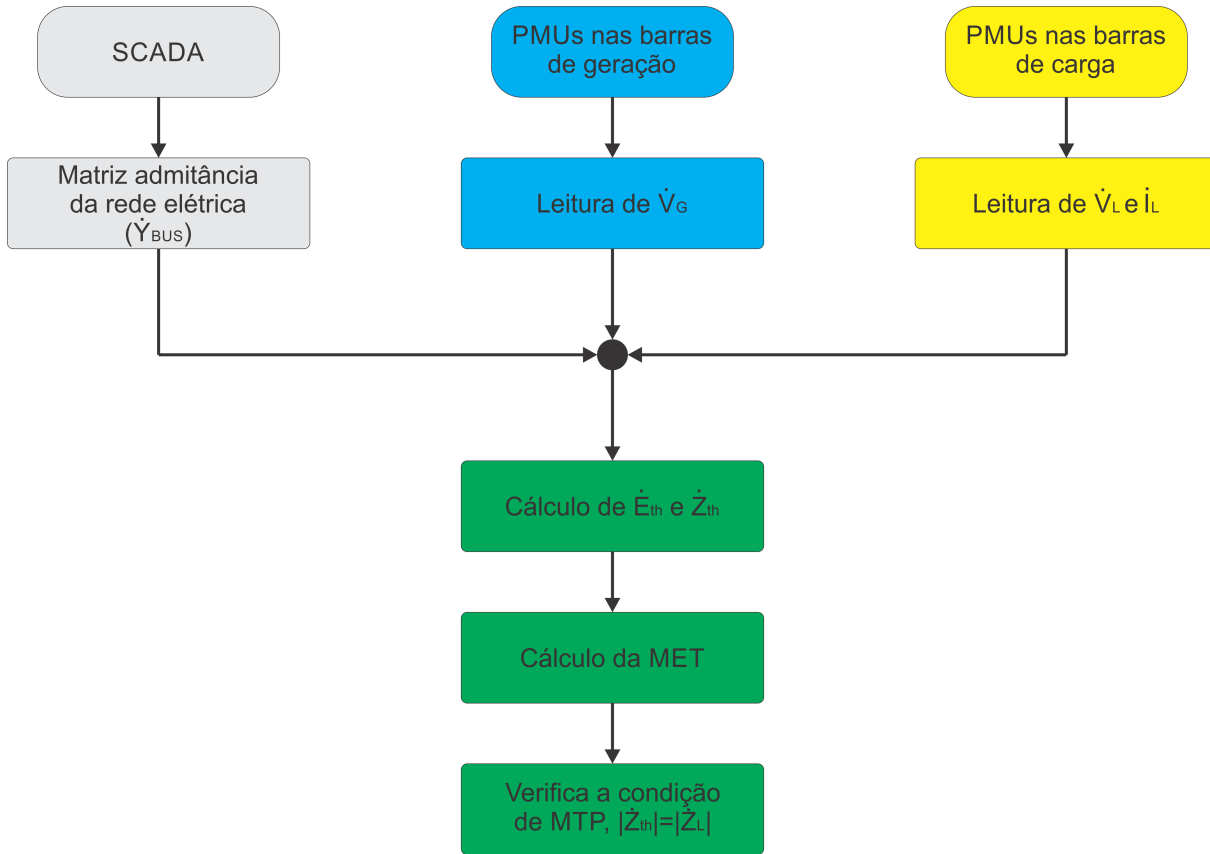 SCADA
PMUs nas barras
de geração
PMUs nas barras
de carga
Matriz admitância
da rede elétrica
(ẎBUS)
Leitura de V̇G
Leitura de V̇L e İL
Cálculo de Ėth e Żth
Cálculo da MET
Verifica a condição
de MTP, |Żth|=|ŻL|